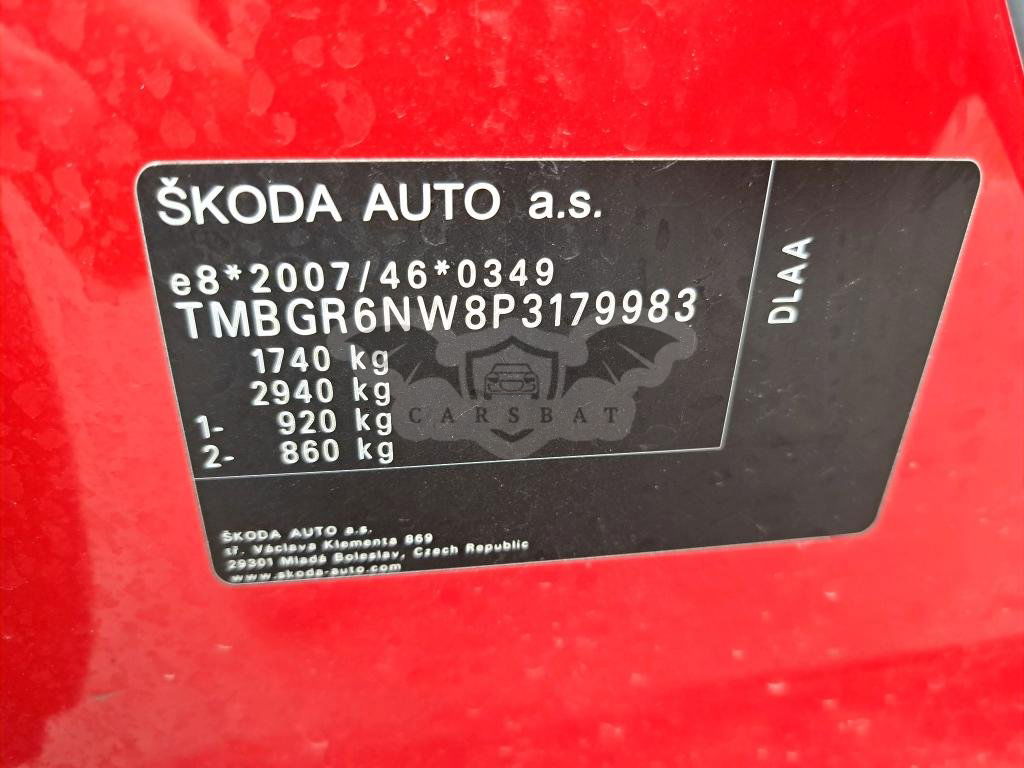 ŠKODA AUTO a.s.
e8*2007/46*0349
TMBGR6NW8P3179983
1740 kg
2940 kg
1- 920 kg
2- 860 kg
DLAA
CARSBAT
ŠKODA AUTO a.s.
tř. Václava Klementa 869
29301 Mladá Boleslav, Czech Republic
www.skoda-auto.com